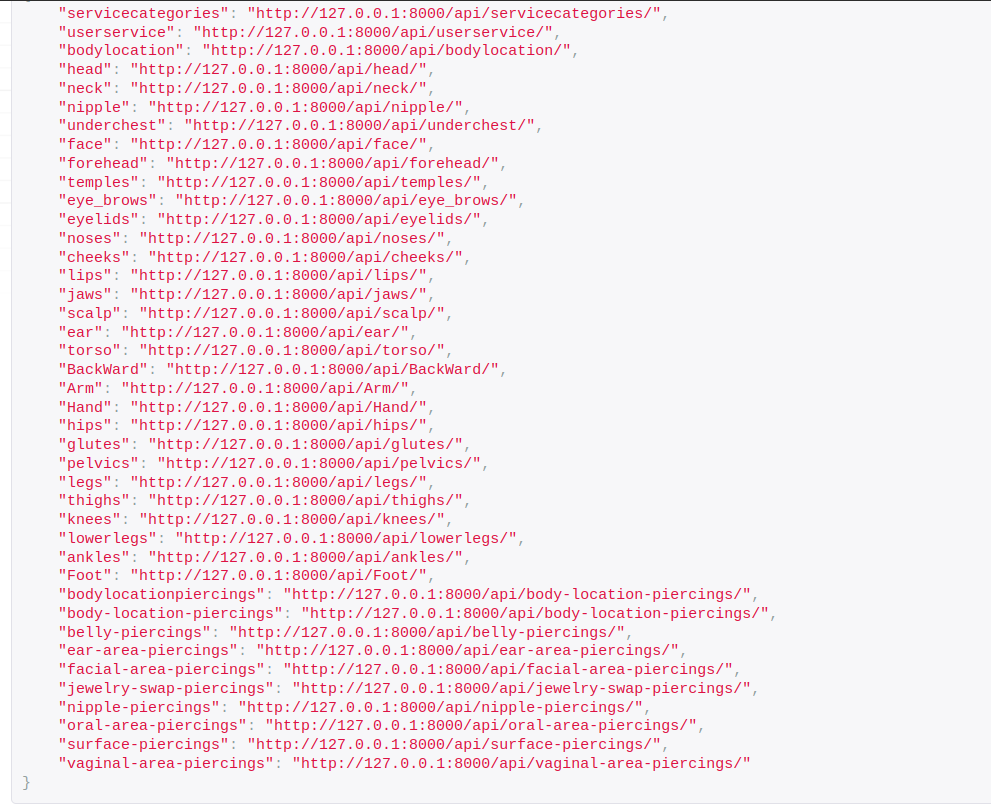 "servicecategories": "http://127.0.0.1:8000/api/servicecategories/",
"userservice": "http://127.0.0.1:8000/api/userservice/",
"bodylocation": "http://127.0.0.1:8000/api/bodylocation/",
"head": "http://127.0.0.1:8000/api/head/",
"neck": "http://127.0.0.1:8000/api/neck/",
"nipple": "http://127.0.0.1:8000/api/nipple/",
"underchest": "http://127.0.0.1:8000/api/underchest/",
"face": "http://127.0.0.1:8000/api/face/",
"forehead": "http://127.0.0.1:8000/api/forehead/",
"temples": "http://127.0.0.1:8000/api/temples/",
"eye_brows": "http://127.0.0.1:8000/api/eye_brows/",
"eyelids": "http://127.0.0.1:8000/api/eyelids/",
"noses": "http://127.0.0.1:8000/api/noses/",
"cheeks": "http://127.0.0.1:8000/api/cheeks/",
"lips": "http://127.0.0.1:8000/api/lips/",
"jaws": "http://127.0.0.1:8000/api/jaws/",
"scalp": "http://127.0.0.1:8000/api/scalp/",
"ear": "http://127.0.0.1:8000/api/ear/",
"torso": "http://127.0.0.1:8000/api/torso/",
"BackWard": "http://127.0.0.1:8000/api/BackWard/",
"Arm": "http://127.0.0.1:8000/api/Arm/",
"Hand": "http://127.0.0.1:8000/api/Hand/",
"hips": "http://127.0.0.1:8000/api/hips/",
"glutes": "http://127.0.0.1:8000/api/glutes/",
"pelvics": "http://127.0.0.1:8000/api/pelvics/",
"legs": "http://127.0.0.1:8000/api/legs/",
"thighs": "http://127.0.0.1:8000/api/thighs/",
"knees": "http://127.0.0.1:8000/api/knees/",
"lowerlegs": "http://127.0.0.1:8000/api/lowerlegs/",
"ankles": "http://127.0.0.1:8000/api/ankles/",
"Foot": "http://127.0.0.1:8000/api/Foot/",
"bodylocationpiercings": "http://127.0.0.1:8000/api/body-location-piercings/",
"body-location-piercings": "http://127.0.0.1:8000/api/body-location-piercings/",
"belly-piercings": "http://127.0.0.1:8000/api/belly-piercings/",
"ear-area-piercings": "http://127.0.0.1:8000/api/ear-area-piercings/",
"facial-area-piercings": "http://127.0.0.1:8000/api/facial-area-piercings/",
"jewelry-swap-piercings": "http://127.0.0.1:8000/api/jewelry-swap-piercings/",
"nipple-piercings": "http://127.0.0.1:8000/api/nipple-piercings/",
"oral-area-piercings": "http://127.0.0.1:8000/api/oral-area-piercings/",
"surface-piercings": "http://127.0.0.1:8000/api/surface-piercings/",
"vaginal-area-piercings": "http://127.0.0.1:8000/api/vaginal-area-piercings/"
}